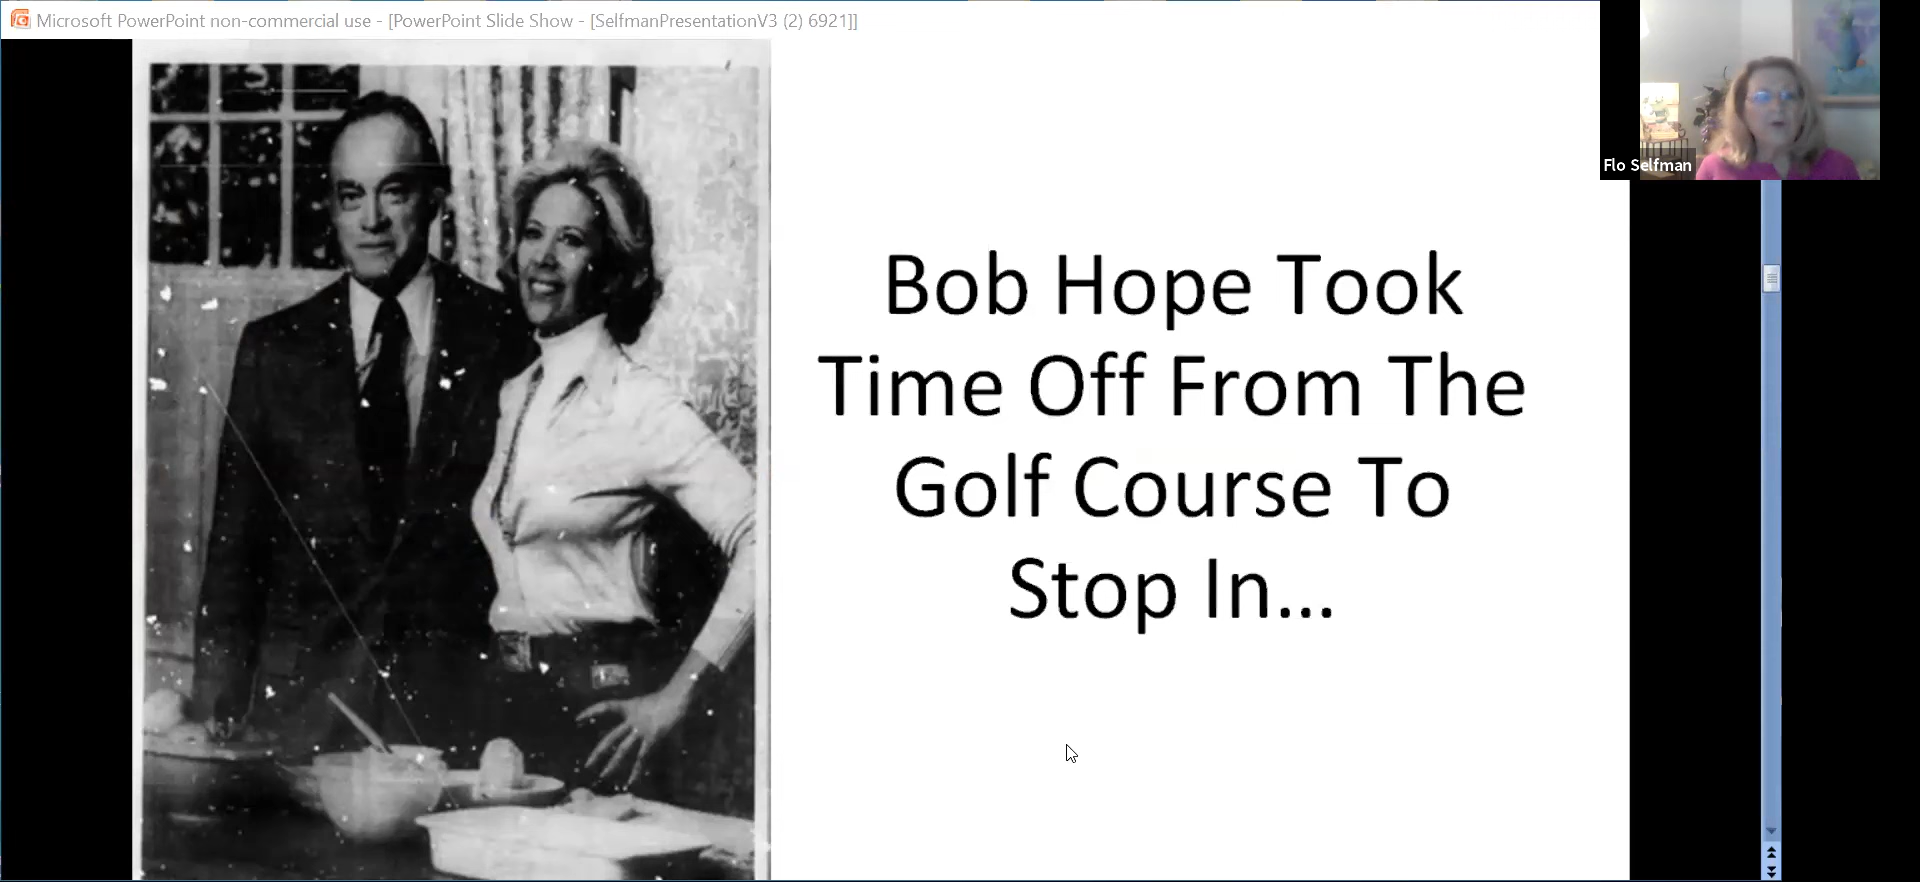 Microsoft PowerPoint non-commercial use - [PowerPoint Slide Show - [SelfmanPresentationV3 (2) 6921]]
Flo Selfman
Bob Hope Took
Time Off From The
Golf Course To
Stop In...